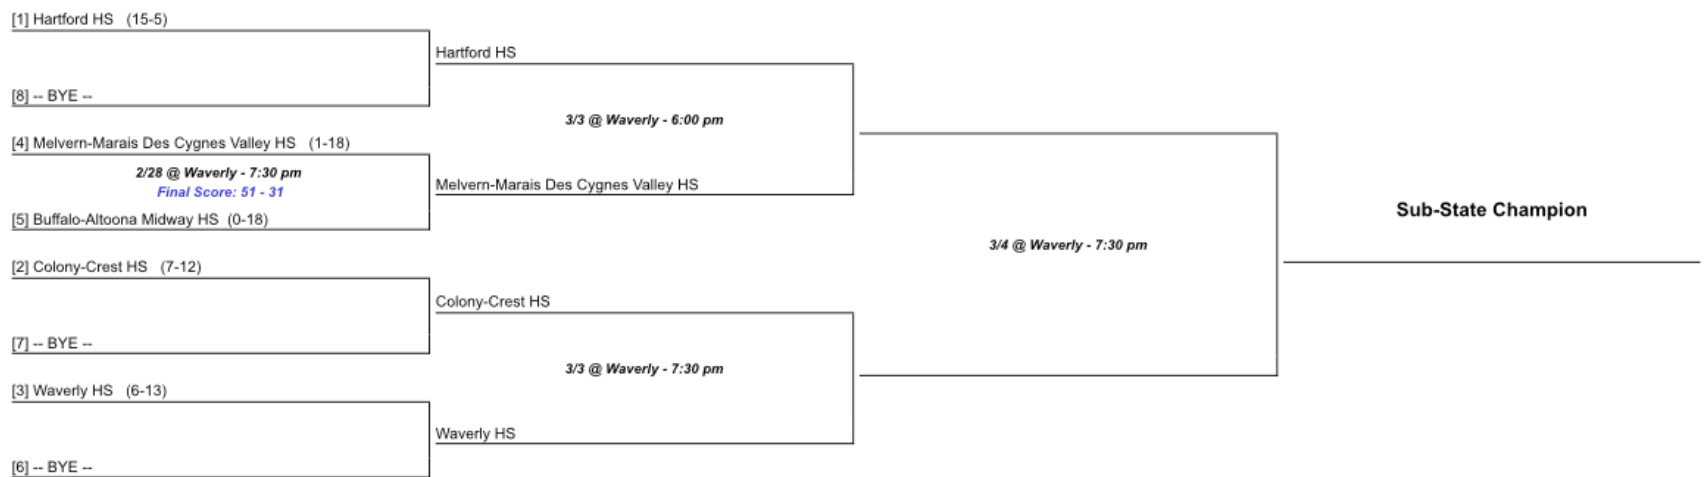 [1] Hartford HS (15-5)
Hartford HS
[8] -- BYE --
3/3 @ Waverly - 6:00 pm
[4] Melvern-Marais Des Cygnes Valley HS (1-18)
2/28 @ Waverly - 7:30 pm
Final Score: 51 - 31
Melvern-Marais Des Cygnes Valley HS
[5] Buffalo-Altoona Midway HS (0-18)
Sub-State Champion
3/4 @ Waverly - 7:30 pm
[2] Colony-Crest HS (7-12)
Colony-Crest HS
[7] -- BYE --
3/3 @ Waverly - 7:30 pm
[3] Waverly HS (6-13)
Waverly HS
[6] -- BYE --